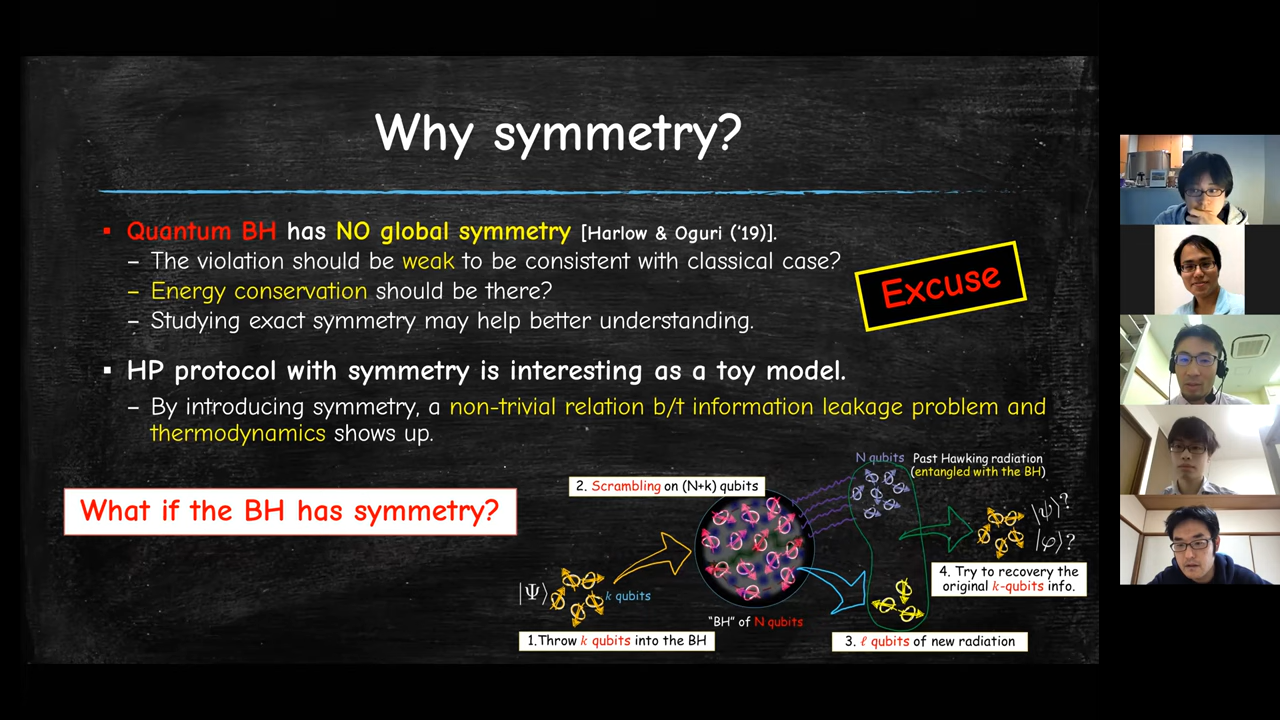 Why symmetry?
▪ Quantum BH has NO global symmetry [Harlow & Oguri ('19)].
– The violation should be weak to be consistent with classical case?
– Energy conservation should be there?
– Studying exact symmetry may help better understanding.
Excuse
▪ HP protocol with symmetry is interesting as a toy model.
– By introducing symmetry, a non-trivial relation b/t information leakage problem and
thermodynamics shows up.
What if the BH has symmetry?
N qubits
Past Hawking radiation
(entangled with the BH)
2. Scrambling on (N+k) qubits
|ψ⟩?
|φ⟩?
4. Try to recovery the
original k-qubits info.
|Ψ⟩
k qubits
"BH" of N qubits
1.Throw k qubits into the BH
3. ℓ qubits of new radiation